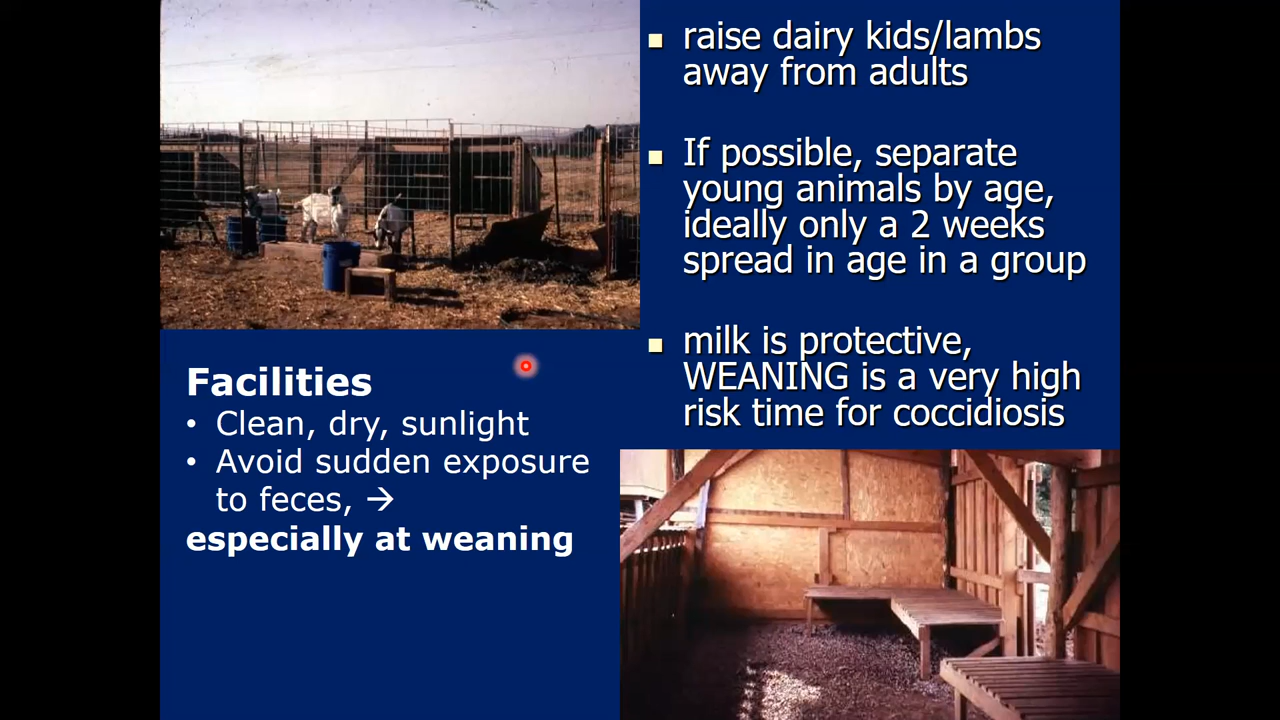 ■ raise dairy kids/lambs
away from adults
■ If possible, separate
young animals by age,
ideally only a 2 weeks
spread in age in a group
■ milk is protective,
WEANING is a very high
risk time for coccidiosis
Facilities
• Clean, dry, sunlight
• Avoid sudden exposure
to feces, →
especially at weaning